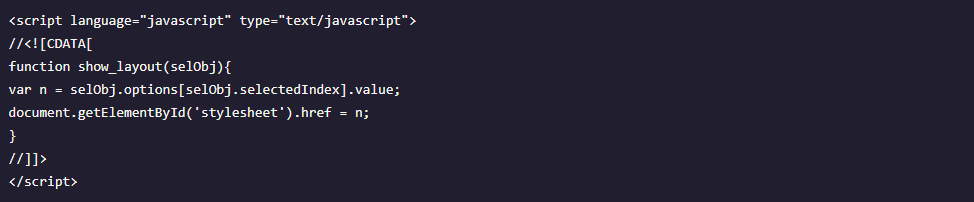 <script language="javascript" type="text/javascript">
//<![CDATA[
function show_layout(selObj){
var n = selObj.options[selObj.selectedIndex].value;
document.getElementById('stylesheet').href = n;
}
//]]>
</script>